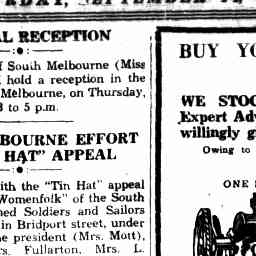 AL RECEPTION
f South Melbourne (Miss
hold a reception in the
Melbourne, on Thursday,
3 to 5 p.m.
BOURNE EFFORT
HAT" APPEAL
ith the "Tin Hat" appeal
Womenfolk" of the South
ned Soldiers and Sailors
in Bridport street, under
e president (Mrs. Mott),
rs. Fullarton, Mrs. L.
BUY YO
WE STOC
Expert Adv
willingly g
Owing to
ONE